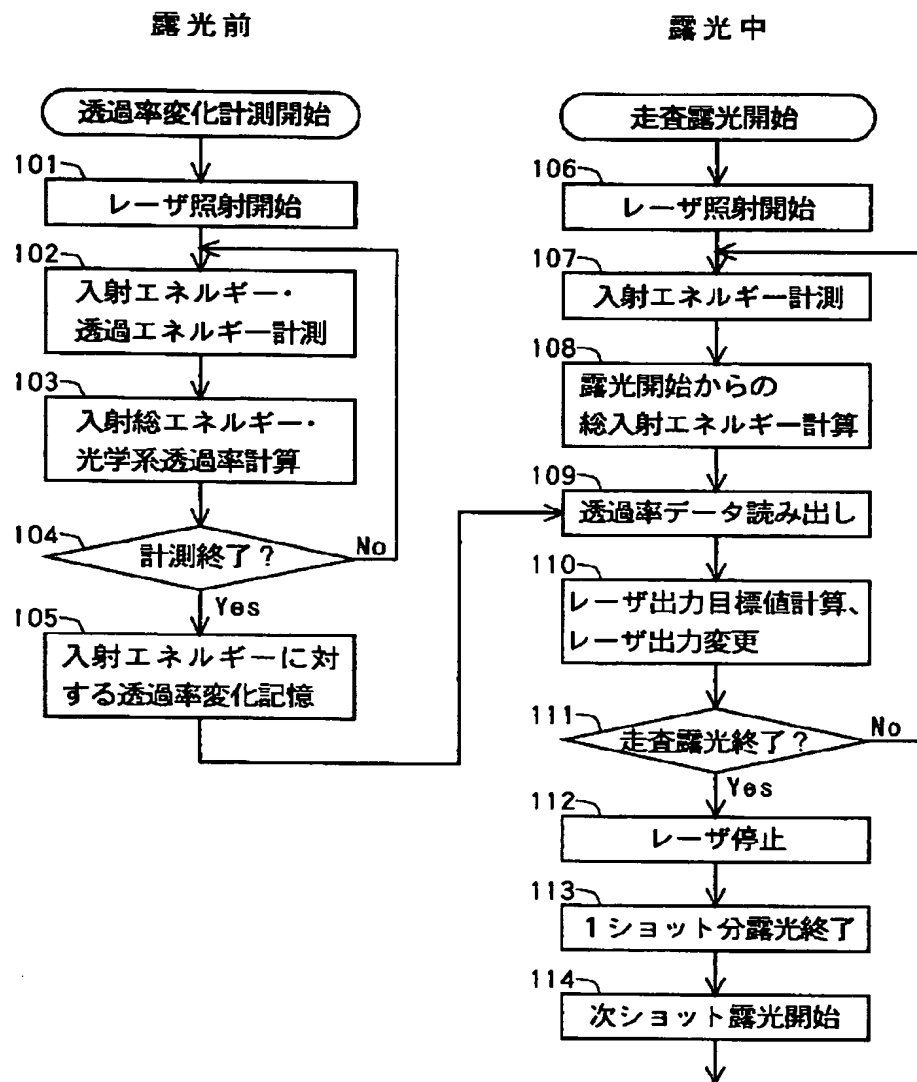 露光前
透過率変化計測開始
101
レーザ照射開始
102
入射エネルギー・
透過エネルギー計測
103
入射総エネルギー・
光学系透過率計算
104
計測終了？
No
Yes
105
入射エネルギーに対
する透過率変化記憶
露光中
走査露光開始
106
レーザ照射開始
107
入射エネルギー計測
108
露光開始からの
総入射エネルギー計算
109
透過率データ読み出し
110
レーザ出力目標値計算、
レーザ出力変更
111
走査露光終了？
No
Yes
112
レーザ停止
113
1ショット分露光終了
114
次ショット露光開始